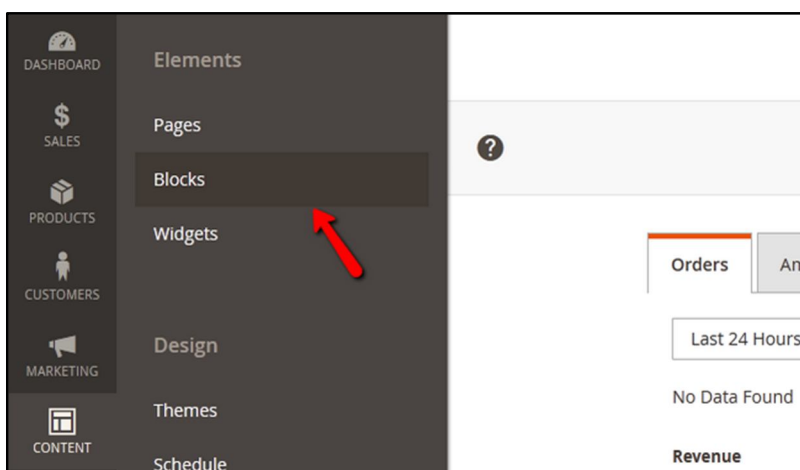 DASHBOARD
SALES
PRODUCTS
CUSTOMERS
MARKETING
CONTENT
Elements
Pages
Blocks
Widgets
Design
Themes
Schedule
?
Orders
Am
Last 24 Hours
No Data Found
Revenue